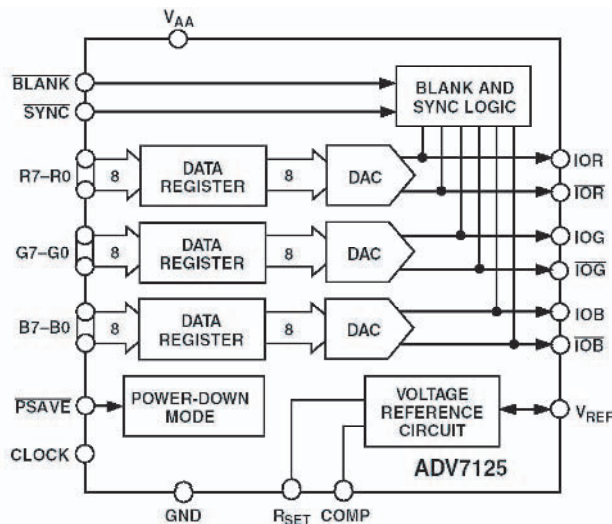 VAA
BLANK
SYNC
BLANK AND
SYNC LOGIC
R7–R0
8
DATA
REGISTER
8
DAC
IOR
IOR
G7–G0
8
DATA
REGISTER
8
DAC
IOG
IOG
B7–B0
8
DATA
REGISTER
8
DAC
IOB
IOB
PSAVE
POWER-DOWN
MODE
VOLTAGE
REFERENCE
CIRCUIT
VREF
CLOCK
ADV7125
GND
RSET
COMP